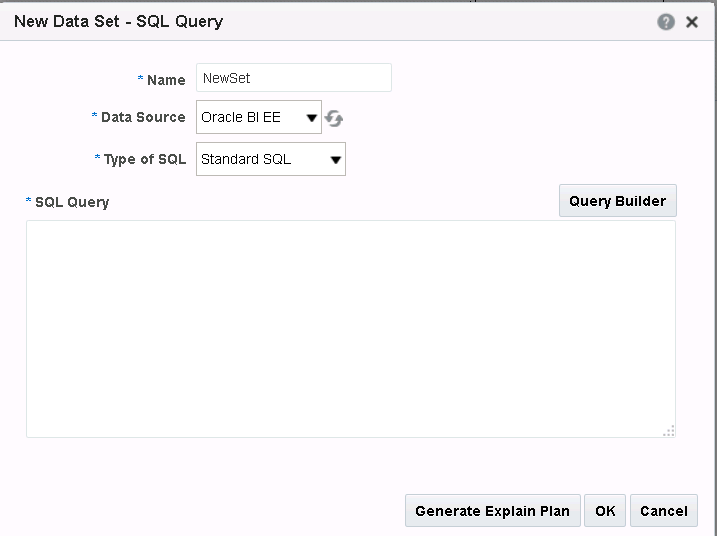 New Data Set - SQL Query
* Name NewSet
* Data Source Oracle BI EE
* Type of SQL Standard SQL
* SQL Query Query Builder
Generate Explain Plan OK Cancel